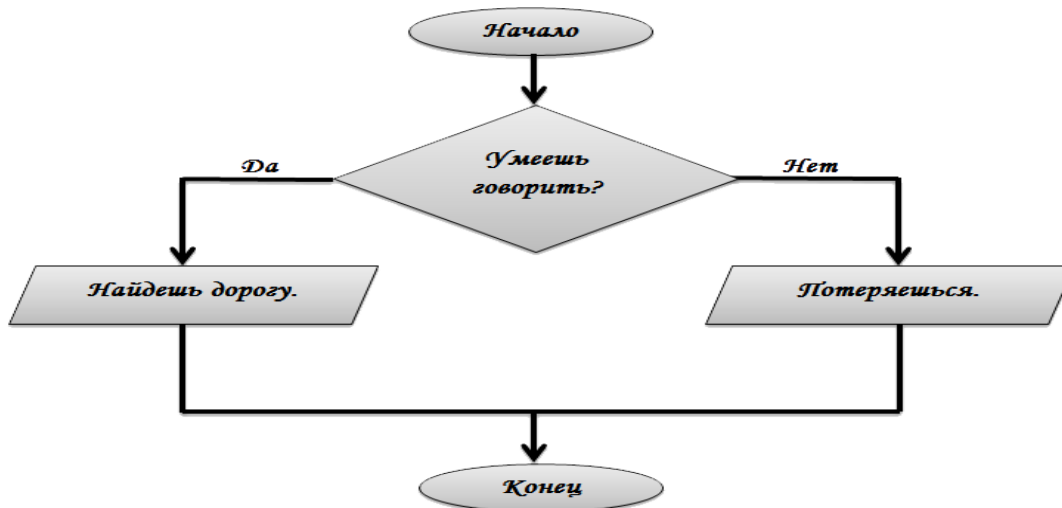 Начало
Умеешь
говорить?
Да
Нет
Найдешь дорогу.
Потеряешься.
Конец